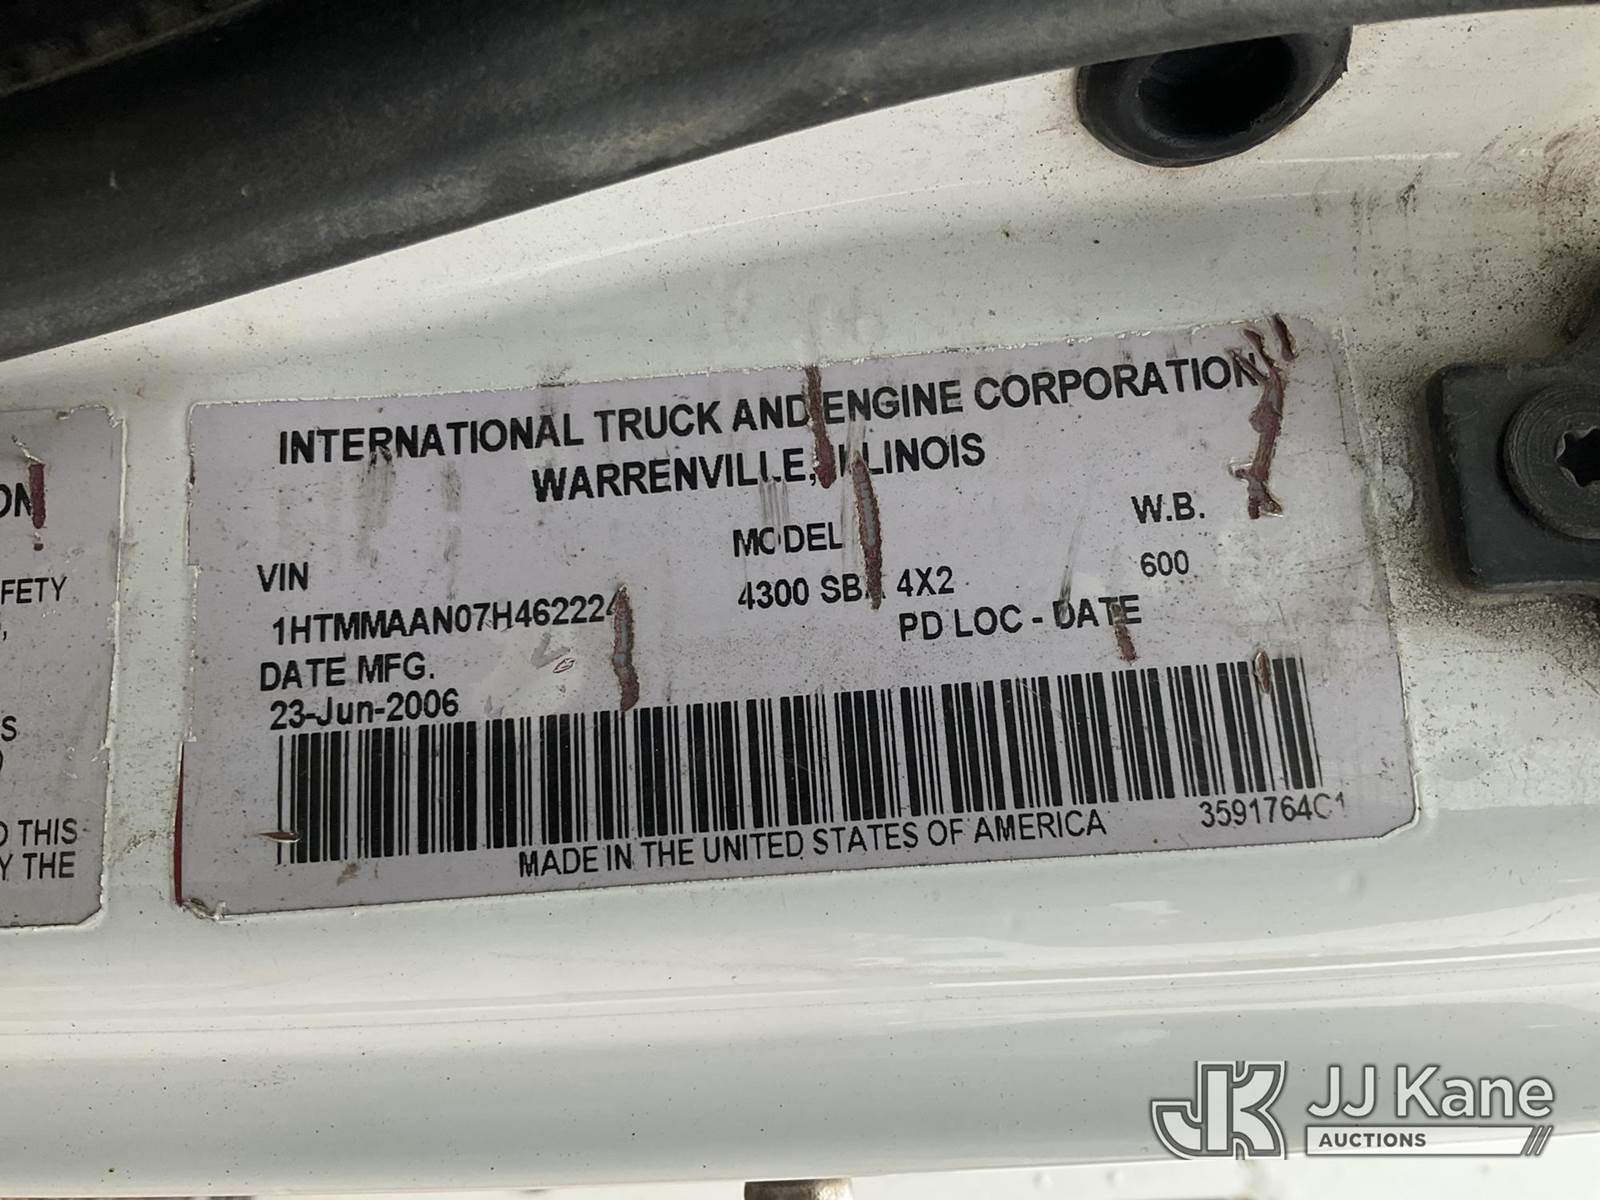 ON
FETY
S
THIS
Y THE
INTERNATIONAL TRUCK AND ENGINE CORPORATION
WARRENVILLE, ILLINOIS
VIN MODEL W.B.
1HTMMAAN07H462224 4300 SBA 4X2 600
DATE MFG. PD LOC - DATE
23-Jun-2006
MADE IN THE UNITED STATES OF AMERICA 3591764C1
JK JJ Kane
AUCTIONS